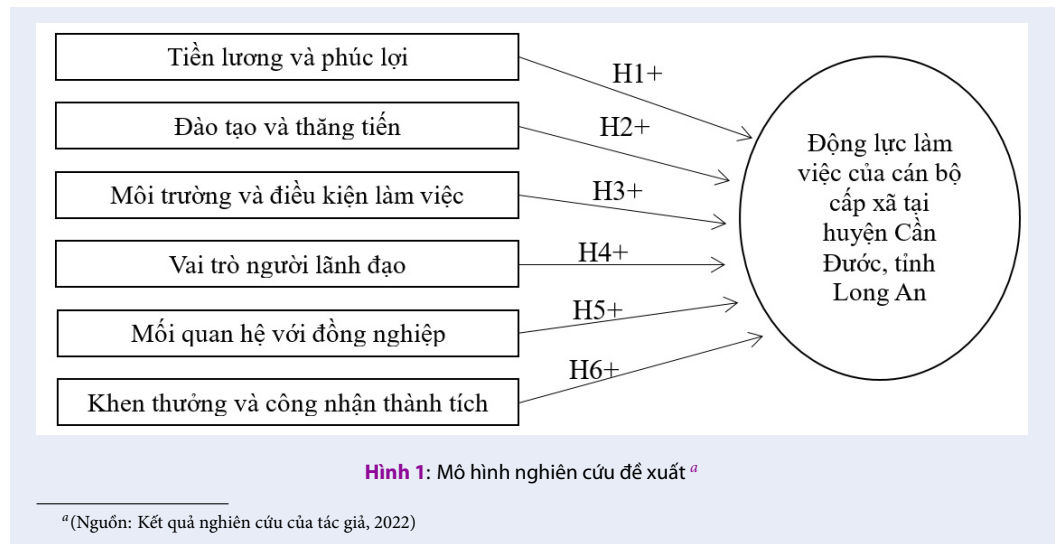 Tiền lương và phúc lợi
H1+
Đào tạo và thăng tiến
H2+
Môi trường và điều kiện làm việc
H3+
Vai trò người lãnh đạo
H4+
Mối quan hệ với đồng nghiệp
H5+
Khen thưởng và công nhận thành tích
H6+
Động lực làm
việc của cán bộ
cấp xã tại
huyện Cần
Đước, tỉnh
Long An
Hình 1: Mô hình nghiên cứu đề xuất a
a(Nguồn: Kết quả nghiên cứu của tác giả, 2022)